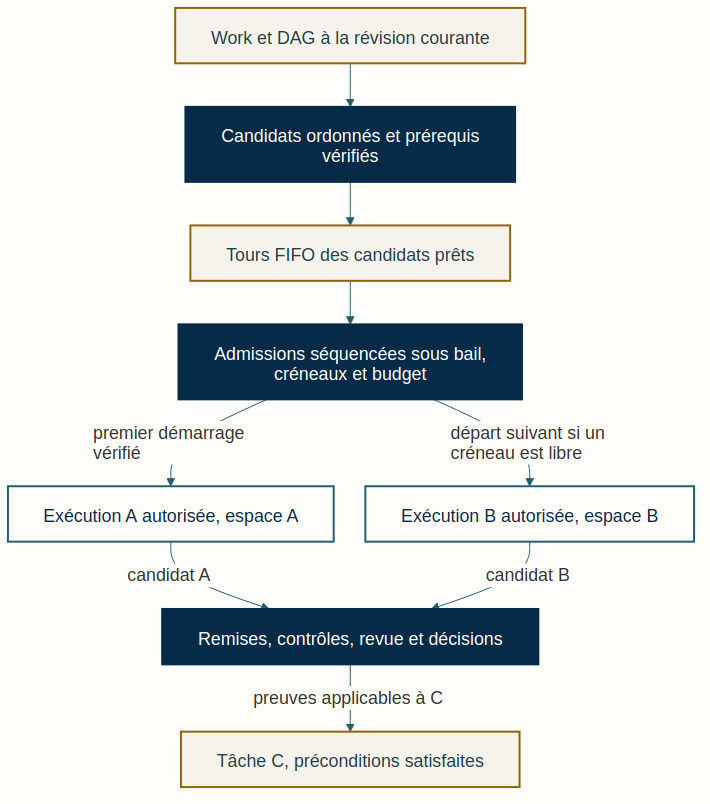 Work et DAG à la révision courante
Candidats ordonnés et prérequis
vérifiés
Tours FIFO des candidats prêts
Admissions séquencées sous bail,
créneaux et budget
premier démarrage
vérifié
départ suivant si un
créneau est libre
Exécution A autorisée, espace A
Exécution B autorisée, espace B
candidat A
candidat B
Remises, contrôles, revue et décisions
preuves applicables à C
Tâche C, préconditions satisfaites